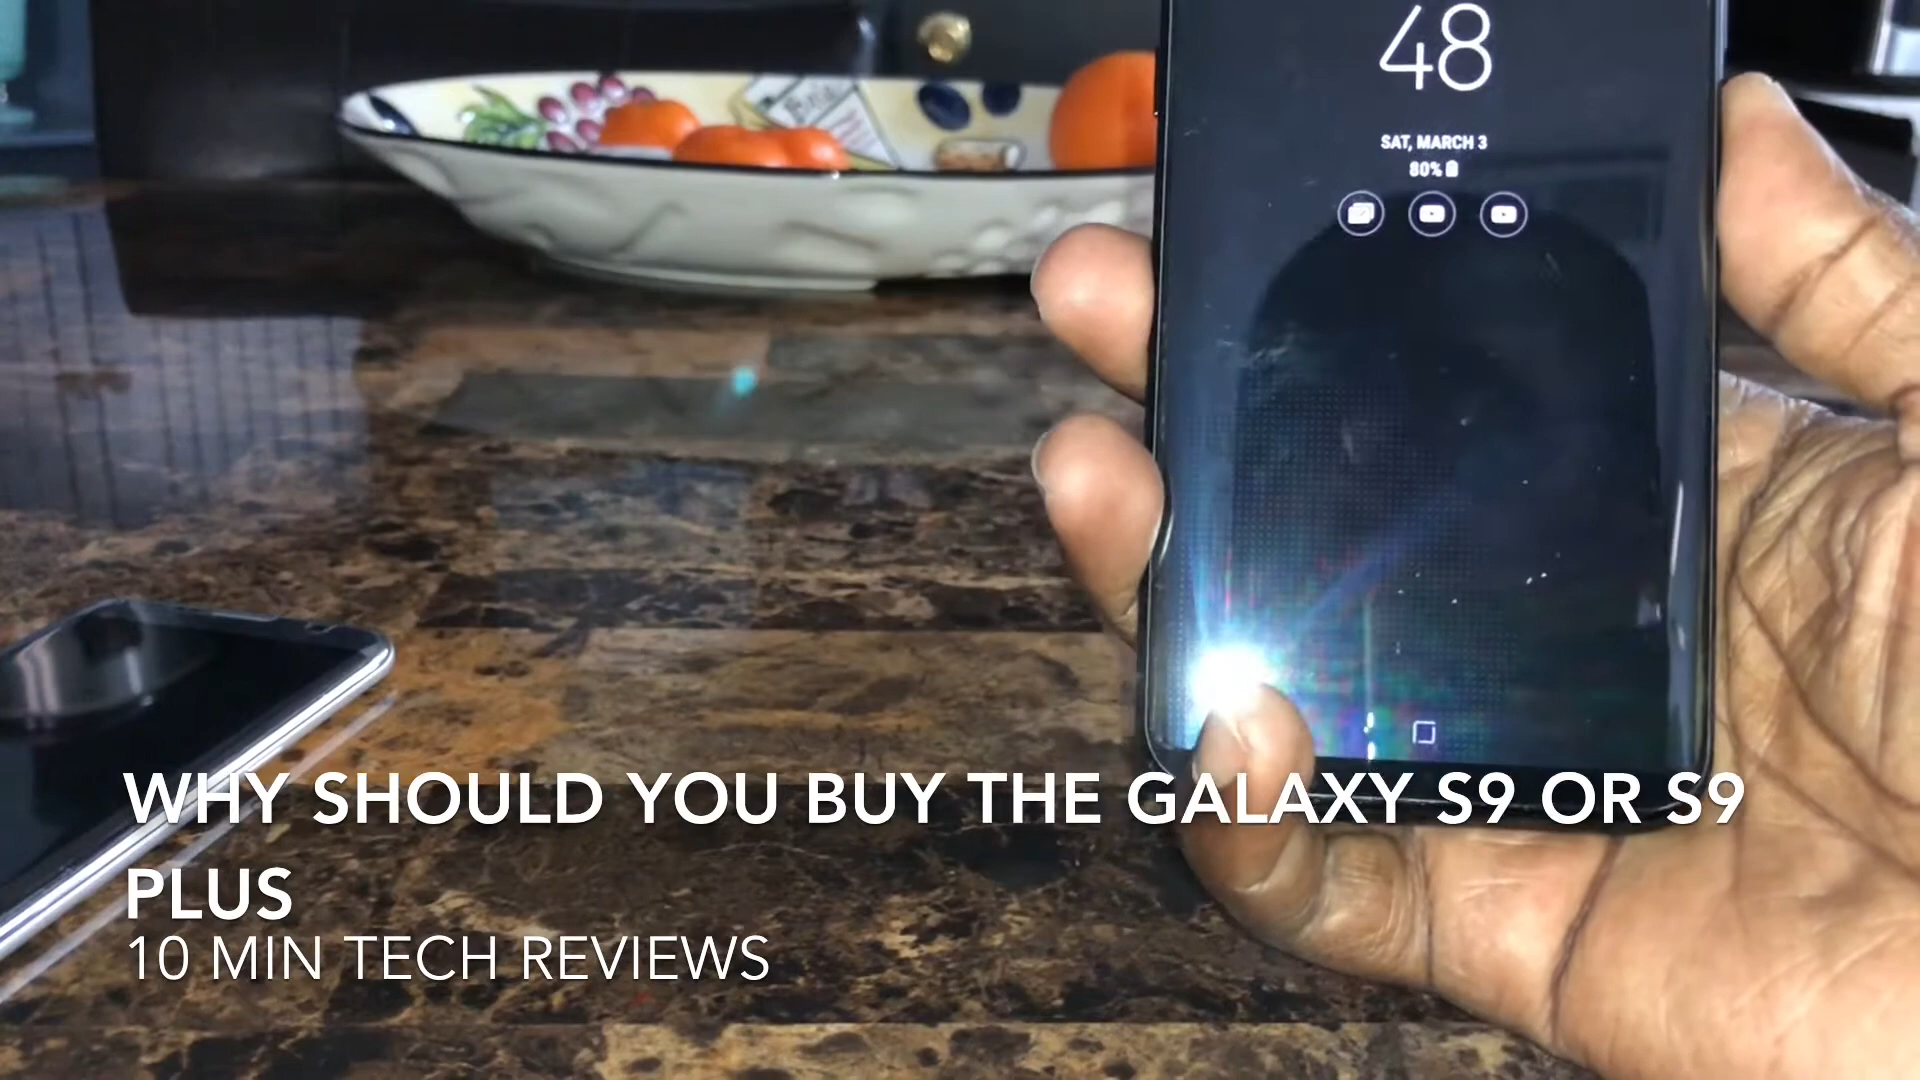 48
SAT, MARCH 3
80%
WHY SHOULD YOU BUY THE GALAXY S9 OR S9
PLUS
10 MIN TECH REVIEWS